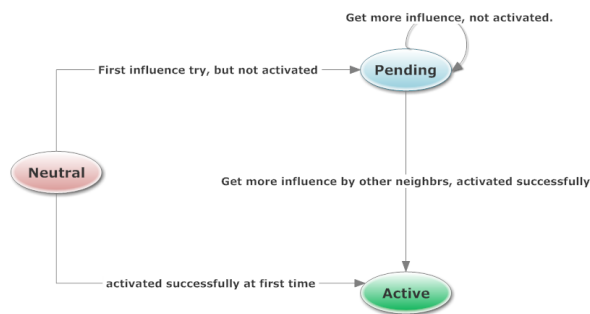 Get more influence, not activated.
First influence try, but not activated
Pending
Neutral
Get more influence by other neighbrs, activated successfully
activated successfully at first time
Active